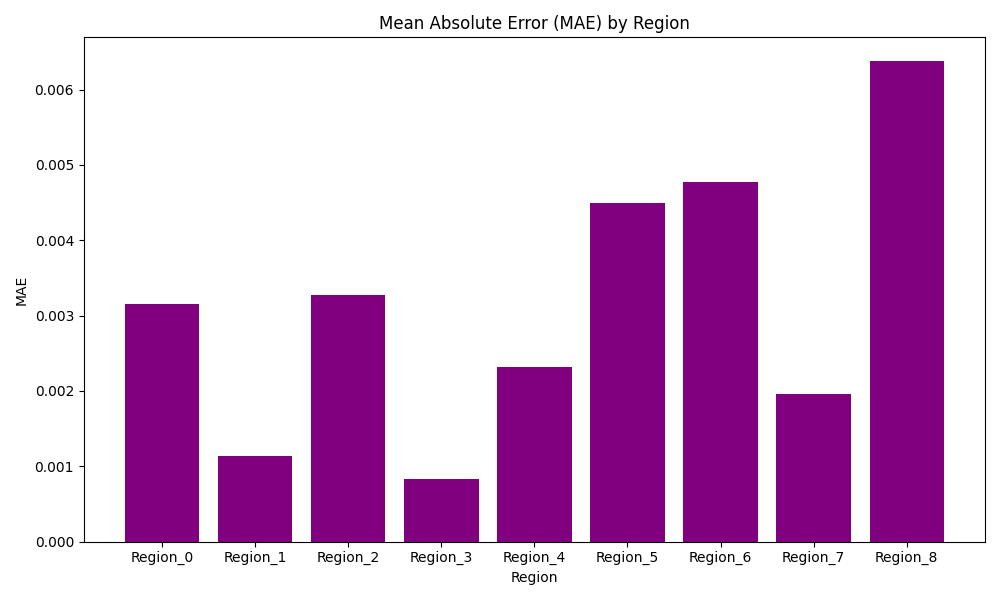 Mean Absolute Error (MAE) by Region
0.006
0.005
0.004
MAE
0.003
0.002
0.001
0.000
Region_0 Region_1 Region_2 Region_3 Region_4 Region_5 Region_6 Region_7 Region_8
Region